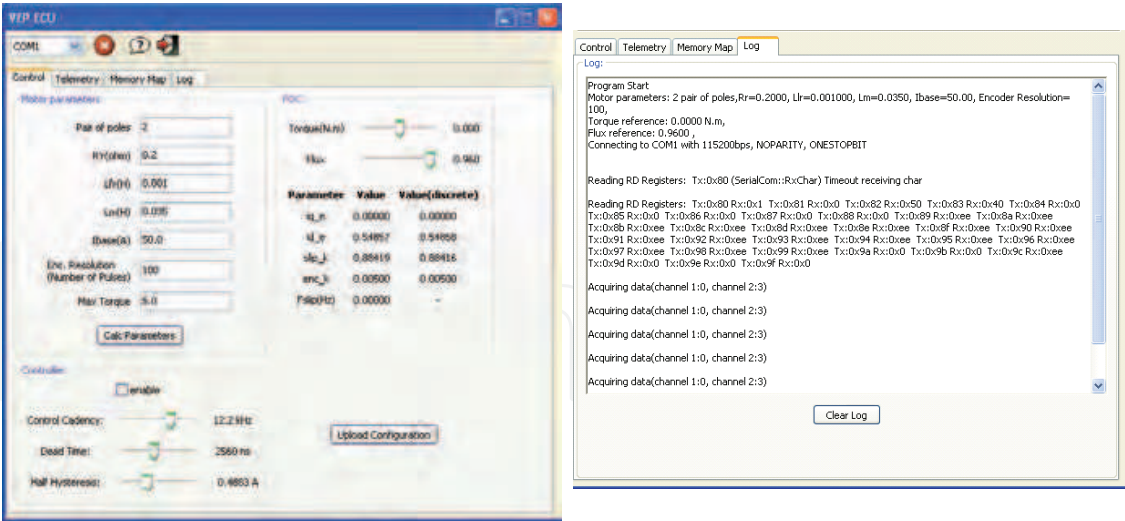 VEP ECU
COM1
Control Telemetry Memory Map Log
Motor parameters
Pair of poles 2
Rr(ohm) 0.2
Llr(H) 0.001
Lm(H) 0.035
Ibase(A) 50.0
Enc. Resolution
(Number of Pulses) 100
Max Torque 5.0
Calc Parameters
FOC:
Torque(N.m) 0.000
Flux 0.960
Parameter Value Value(discrete)
0.00000 0.00000
0.54857 0.54858
slip_k 0.88419 0.88416
enc_k 0.00500 0.00500
Fslip(Hz) 0.00000 -
Controller
enable
Control Cadency: 12.2 kHz
Dead Time: 2560 ns
Half Hysteresis: 0.4883 A
Upload Configuration
Control Telemetry Memory Map Log
Log:
Program Start
Motor parameters: 2 pair of poles,Rr=0.2000, Llr=0.001000, Lm=0.0350, Ibase=50.00, Encoder Resolution=
100,
Torque reference: 0.0000 N.m,
Flux reference: 0.9600 ,
Connecting to COM1 with 115200bps, NOPARITY, ONESTOPBIT
Reading RD Registers: Tx:0x80 (SerialCom::RxChar) Timeout receiving char
Reading RD Registers: Tx:0x80 Rx:0x1 Tx:0x81 Rx:0x0 Tx:0x82 Rx:0x50 Tx:0x83 Rx:0x40 Tx:0x84 Rx:0x0
Tx:0x85 Rx:0x0 Tx:0x86 Rx:0x0 Tx:0x87 Rx:0x0 Tx:0x88 Rx:0x0 Tx:0x89 Rx:0xee Tx:0x8a Rx:0xee
Tx:0x8b Rx:0xee Tx:0x8c Rx:0xee Tx:0x8d Rx:0xee Tx:0x8e Rx:0xee Tx:0x8f Rx:0xee Tx:0x90 Rx:0xee
Tx:0x91 Rx:0xee Tx:0x92 Rx:0xee Tx:0x93 Rx:0xee Tx:0x94 Rx:0xee Tx:0x95 Rx:0xee Tx:0x96 Rx:0xee
Tx:0x97 Rx:0xee Tx:0x98 Rx:0xee Tx:0x99 Rx:0xee Tx:0x9a Rx:0x0 Tx:0x9b Rx:0x0 Tx:0x9c Rx:0xee
Tx:0x9d Rx:0x0 Tx:0x9e Rx:0x0 Tx:0x9f Rx:0x0
Acquiring data(channel 1:0, channel 2:3)
Acquiring data(channel 1:0, channel 2:3)
Acquiring data(channel 1:0, channel 2:3)
Acquiring data(channel 1:0, channel 2:3)
Acquiring data(channel 1:0, channel 2:3)
Clear Log